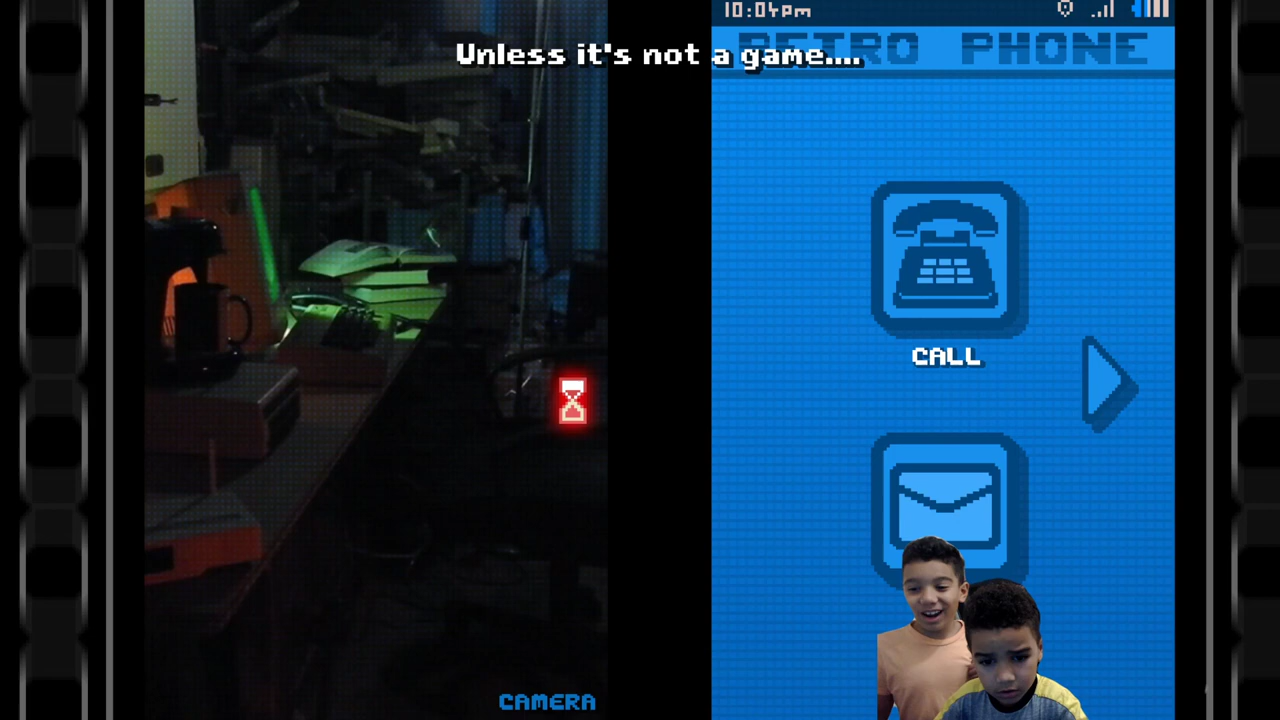 10:04pm
RETRO PHONE
Unless it's not a game....
CALL
CAMERA